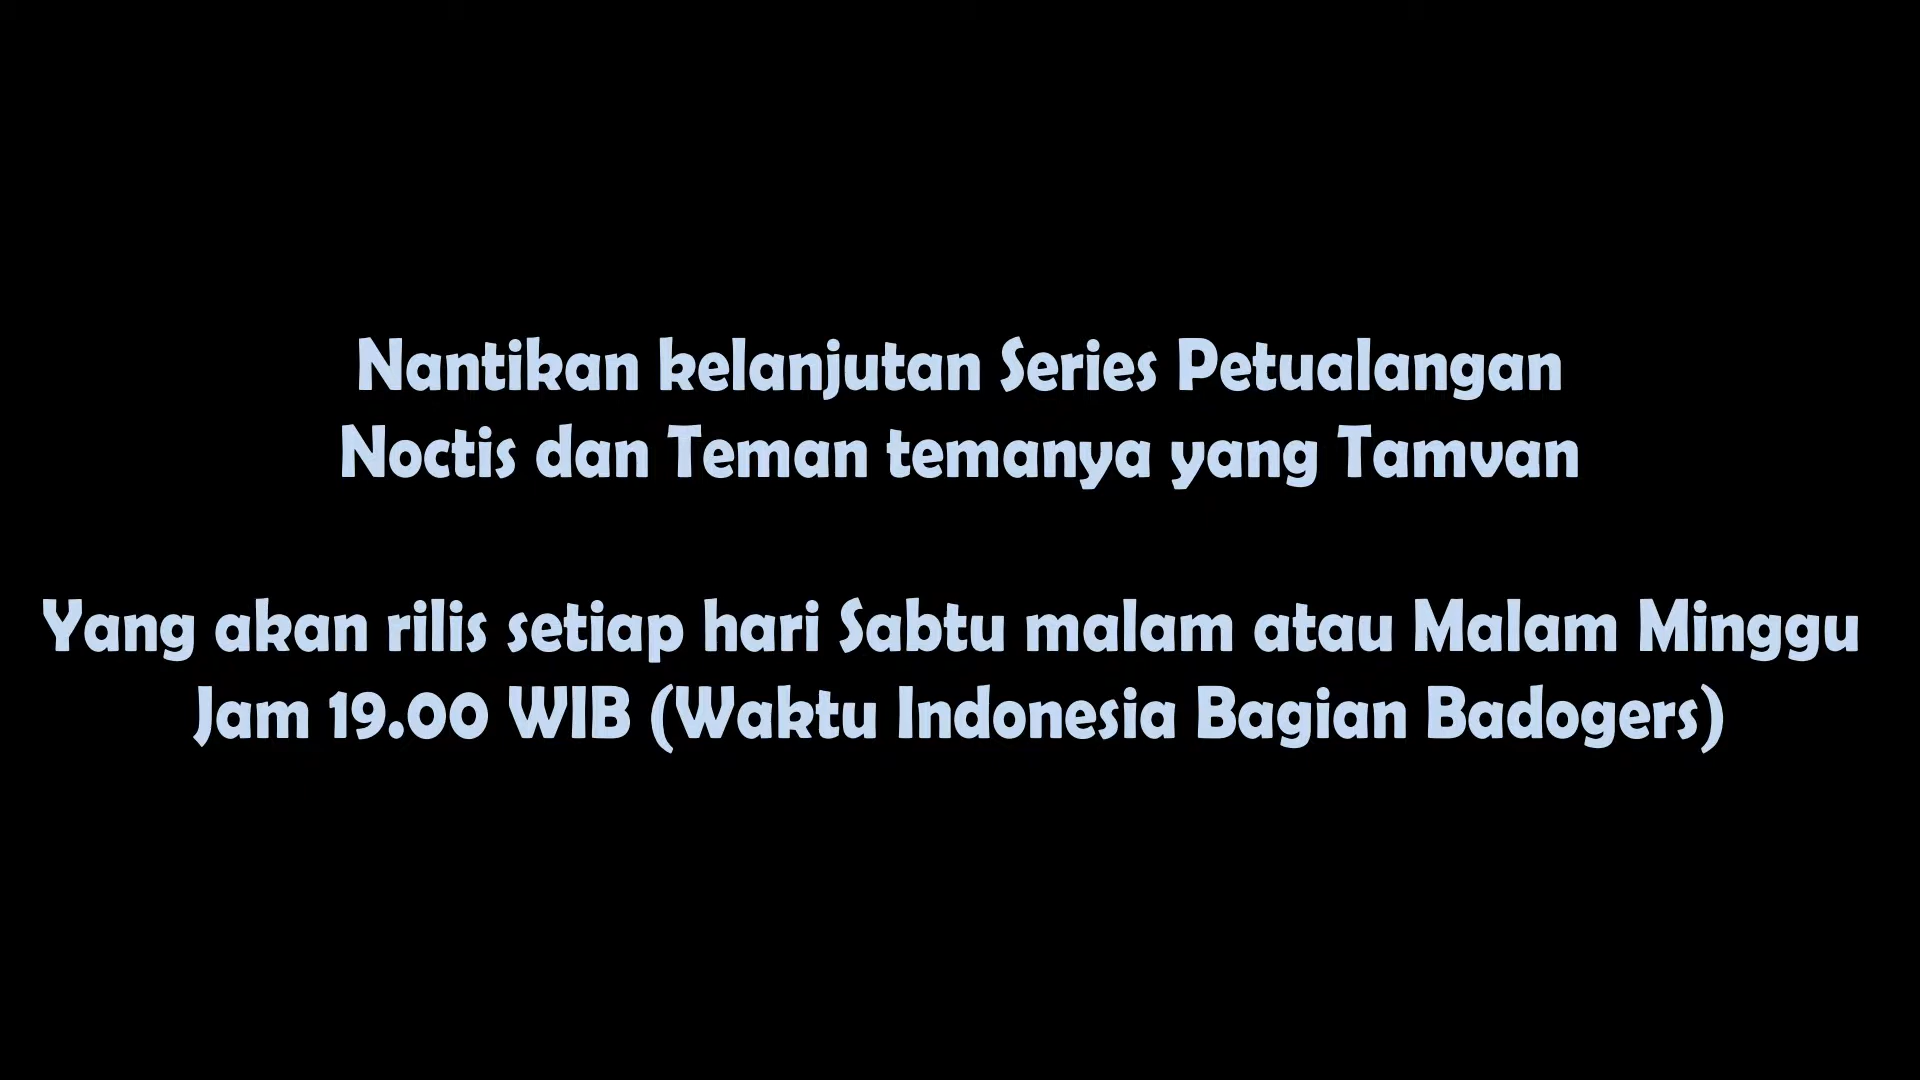 Nantikan kelanjutan Series Petualangan
Noctis dan Teman temanya yang Tamvan
Yang akan rilis setiap hari Sabtu malam atau Malam Minggu
Jam 19.00 WIB (Waktu Indonesia Bagian Badogers)